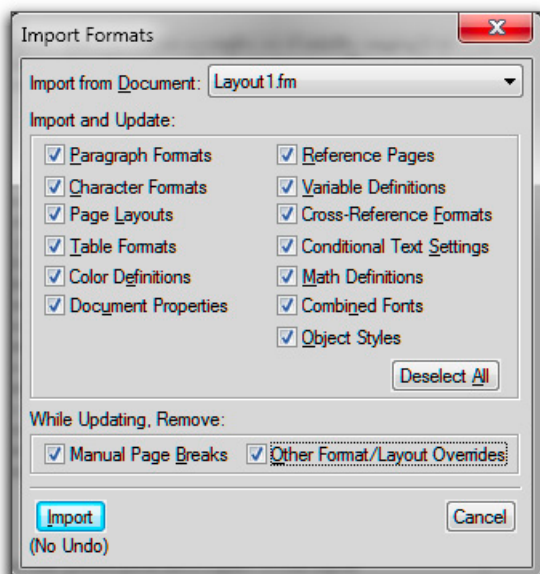 Import Formats
Import from Document: Layout1.fm
Import and Update:
Paragraph Formats Reference Pages
Character Formats Variable Definitions
Page Layouts Cross-Reference Formats
Table Formats Conditional Text Settings
Color Definitions Math Definitions
Document Properties Combined Fonts
Object Styles
Deselect All
While Updating, Remove:
Manual Page Breaks Other Format/Layout Overrides
Import Cancel
(No Undo)